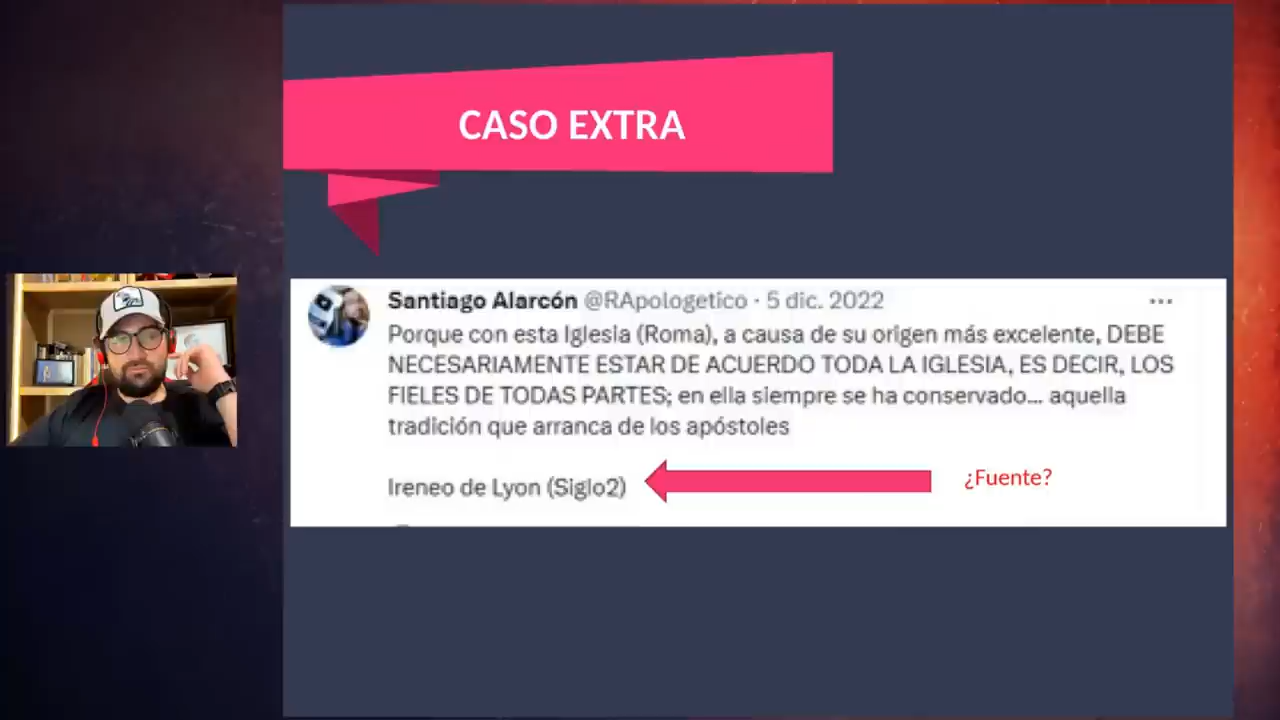 CASO EXTRA
Santiago Alarcón @RApologetico · 5 dic. 2022
Porque con esta Iglesia (Roma), a causa de su origen más excelente, DEBE
NECESARIAMENTE ESTAR DE ACUERDO TODA LA IGLESIA, ES DECIR, LOS
FIELES DE TODAS PARTES; en ella siempre se ha conservado... aquella
tradición que arranca de los apóstoles
Ireneo de Lyon (Siglo2)
¿Fuente?